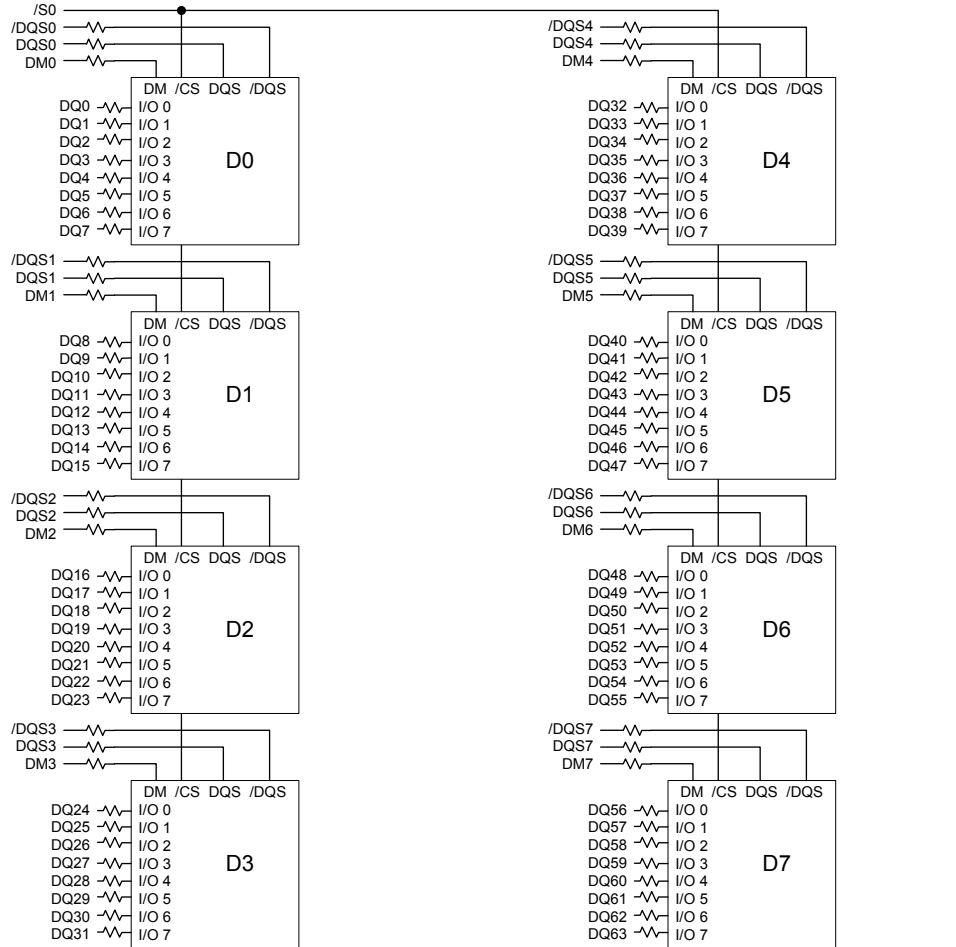 /S0
/DQS0
DQS0
DM0
DM /CS DQS /DQS
DQ0 I/O 0
DQ1 I/O 1
DQ2 I/O 2
DQ3 I/O 3
DQ4 I/O 4
DQ5 I/O 5
DQ6 I/O 6
DQ7 I/O 7
D0
/DQS1
DQS1
DM1
DM /CS DQS /DQS
DQ8 I/O 0
DQ9 I/O 1
DQ10 I/O 2
DQ11 I/O 3
DQ12 I/O 4
DQ13 I/O 5
DQ14 I/O 6
DQ15 I/O 7
D1
/DQS2
DQS2
DM2
DM /CS DQS /DQS
DQ16 I/O 0
DQ17 I/O 1
DQ18 I/O 2
DQ19 I/O 3
DQ20 I/O 4
DQ21 I/O 5
DQ22 I/O 6
DQ23 I/O 7
D2
/DQS3
DQS3
DM3
DM /CS DQS /DQS
DQ24 I/O 0
DQ25 I/O 1
DQ26 I/O 2
DQ27 I/O 3
DQ28 I/O 4
DQ29 I/O 5
DQ30 I/O 6
DQ31 I/O 7
D3
/DQS4
DQS4
DM4
DM /CS DQS /DQS
DQ32 I/O 0
DQ33 I/O 1
DQ34 I/O 2
DQ35 I/O 3
DQ36 I/O 4
DQ37 I/O 5
DQ38 I/O 6
DQ39 I/O 7
D4
/DQS5
DQS5
DM5
DM /CS DQS /DQS
DQ40 I/O 0
DQ41 I/O 1
DQ42 I/O 2
DQ43 I/O 3
DQ44 I/O 4
DQ45 I/O 5
DQ46 I/O 6
DQ47 I/O 7
D5
/DQS6
DQS6
DM6
DM /CS DQS /DQS
DQ48 I/O 0
DQ49 I/O 1
DQ50 I/O 2
DQ51 I/O 3
DQ52 I/O 4
DQ53 I/O 5
DQ54 I/O 6
DQ55 I/O 7
D6
/DQS7
DQS7
DM7
DM /CS DQS /DQS
DQ56 I/O 0
DQ57 I/O 1
DQ58 I/O 2
DQ59 I/O 3
DQ60 I/O 4
DQ61 I/O 5
DQ62 I/O 6
DQ63 I/O 7
D7